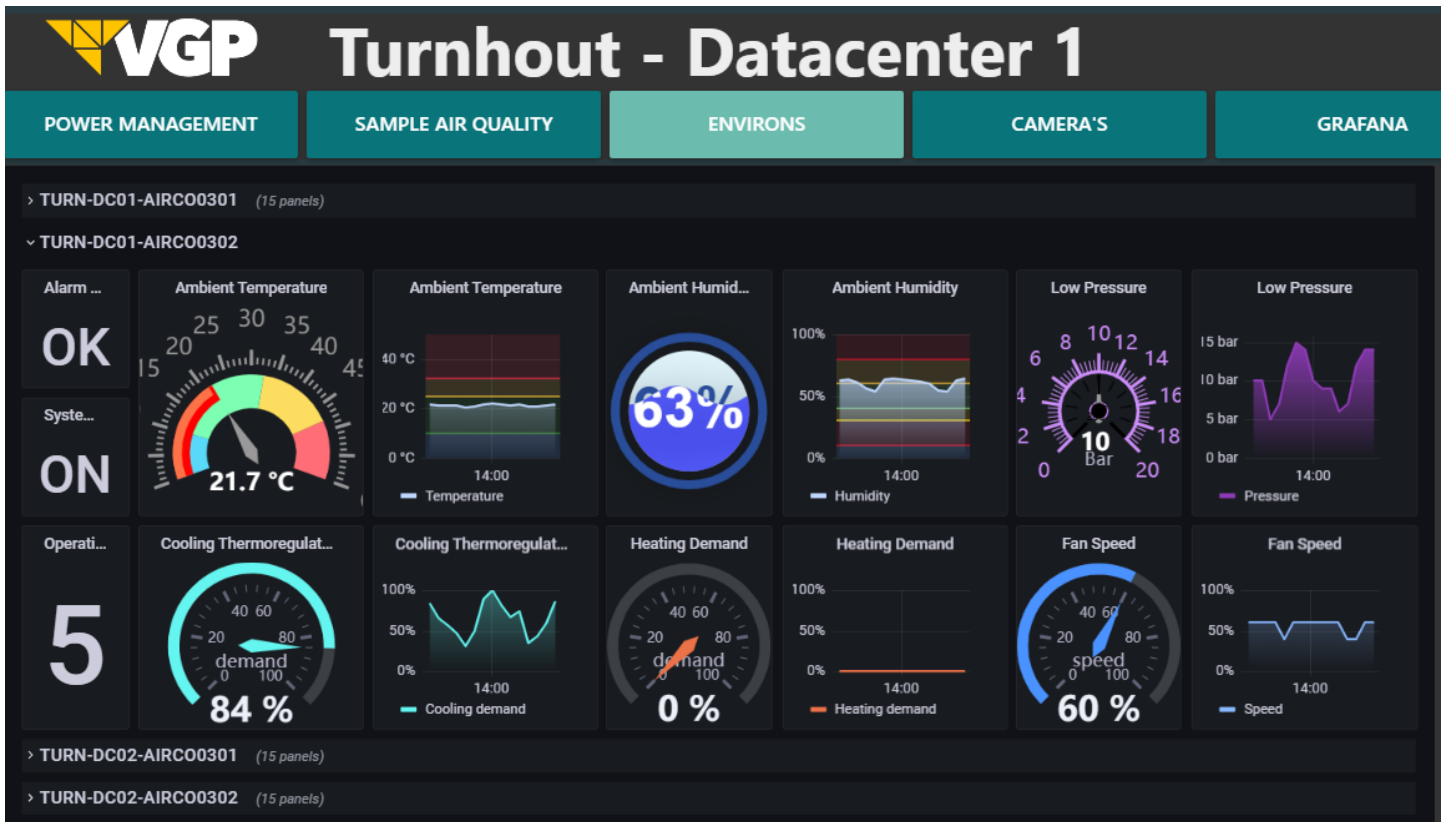 VGP Turnhout - Datacenter 1
POWER MANAGEMENT SAMPLE AIR QUALITY ENVIRONS CAMERA'S GRAFANA
TURN-DC01-AIRCO0301 (15 panels)
TURN-DC01-AIRCO0302
Alarm ...
OK
Syste...
ON
Ambient Temperature
15 20 25 30 35 40 45
21.7 °C
Ambient Temperature
40 °C
20 °C
0 °C
14:00
Temperature
Ambient Humid...
63%
Ambient Humidity
100%
50%
0%
14:00
Humidity
Low Pressure
0 2 4 6 8 10 12 14 16 18 20
10
Bar
Low Pressure
15 bar
10 bar
5 bar
0 bar
14:00
Pressure
Operati...
5
Cooling Thermoregulat...
0 20 40 60 80 100
demand
84 %
Cooling Thermoregulat...
100%
50%
0%
14:00
Cooling demand
Heating Demand
0 20 40 60 80 100
demand
0 %
Heating Demand
100%
50%
0%
14:00
Heating demand
Fan Speed
0 20 40 60 80 100
speed
60 %
Fan Speed
100%
50%
0%
14:00
Speed
TURN-DC02-AIRCO0301 (15 panels)
TURN-DC02-AIRCO0302 (15 panels)